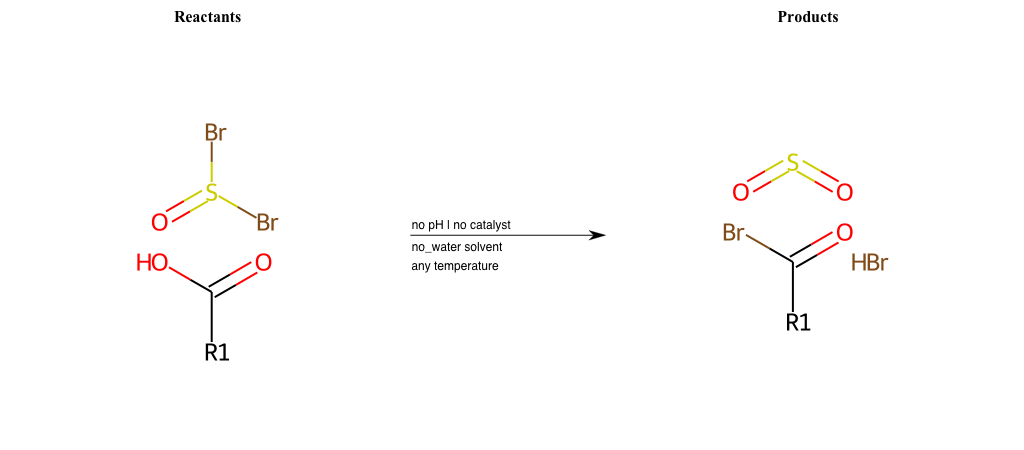 Reactants
Products
Br
S
O
Br
HO
O
R1
no pH | no catalyst
no_water solvent
any temperature
S
O
O
Br
O
HBr
R1